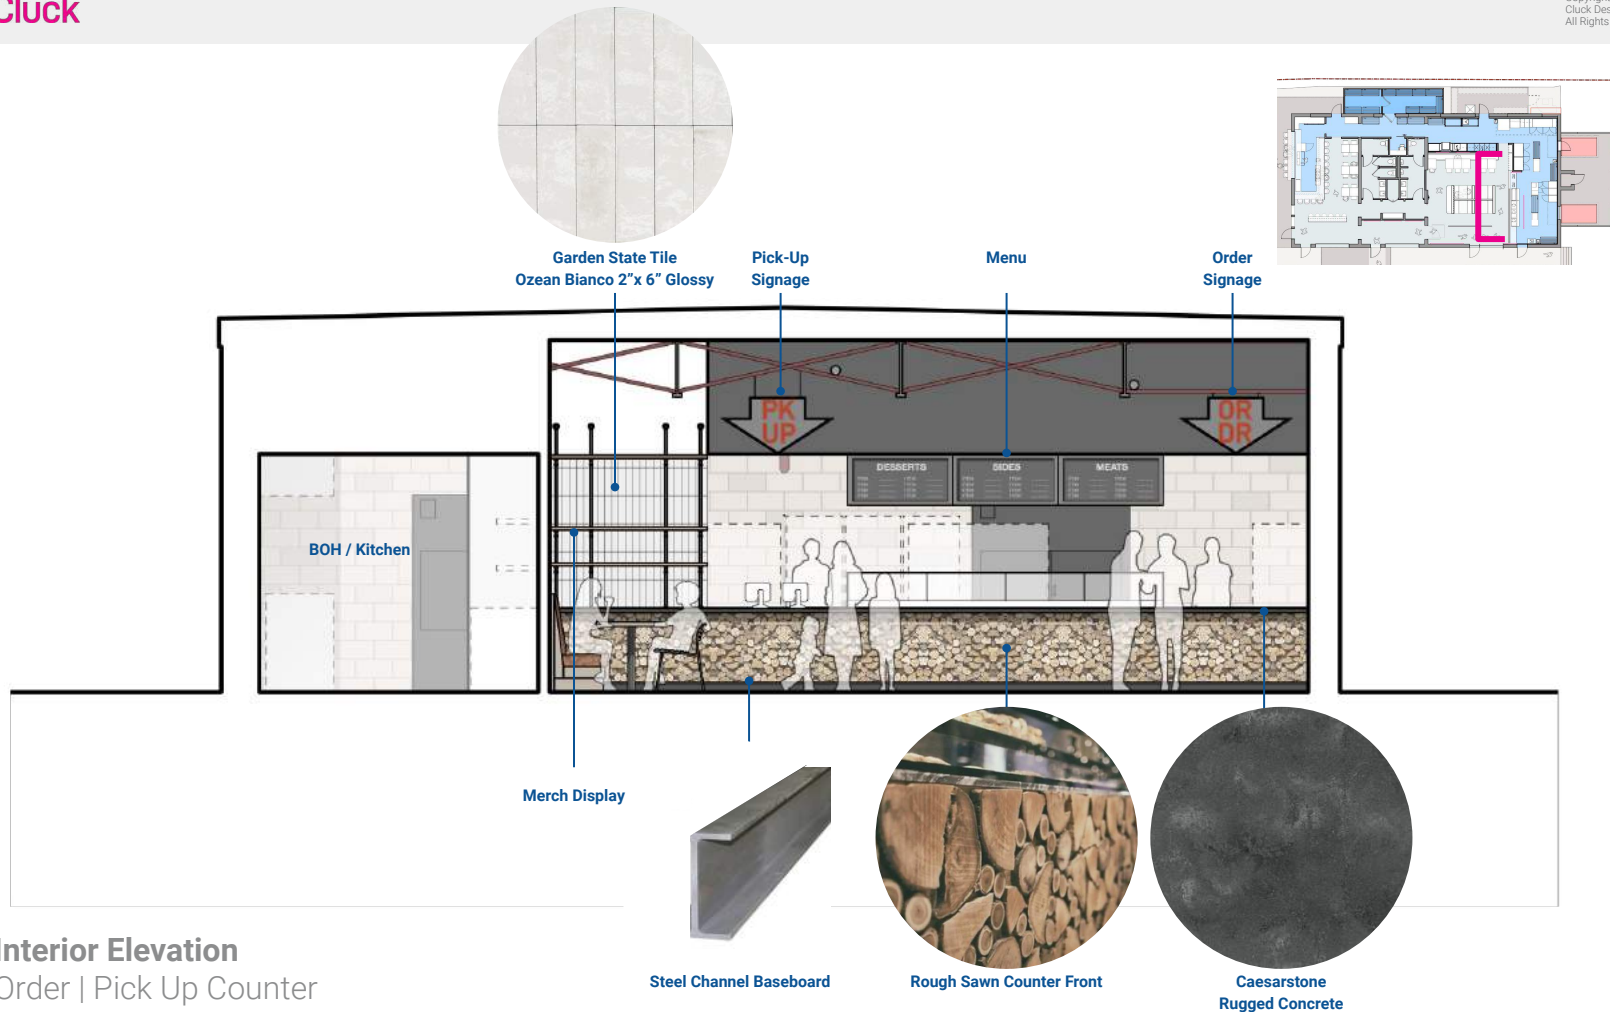 Cluck
Cluck Des
All Rights
Garden State Tile
Ozean Bianco 2”x 6” Glossy
Pick-Up
Signage
Menu
Order
Signage
PK
UP
OR
DR
DESSERTS
SIDES
MEATS
BOH / Kitchen
Merch Display
Steel Channel Baseboard
Rough Sawn Counter Front
Caesarstone
Rugged Concrete
Interior Elevation
Order | Pick Up Counter